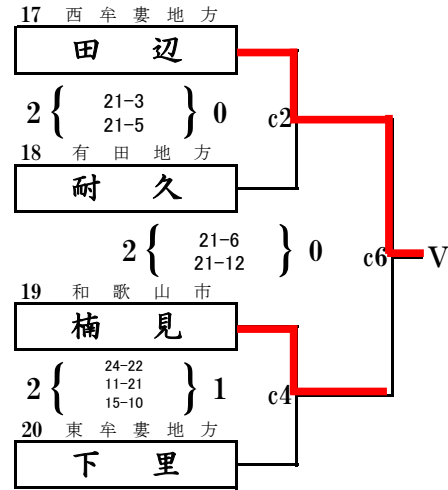 17 西牟婁地方
田辺
2 { 21-3 } 0
21-5
c2
18 有田地方
耐久
2 { 21-6 } 0
21-12
c6 V
19 和歌山市
楠見
2 { 24-22 } 1
11-21
15-10
c4
20 東牟婁地方
下里